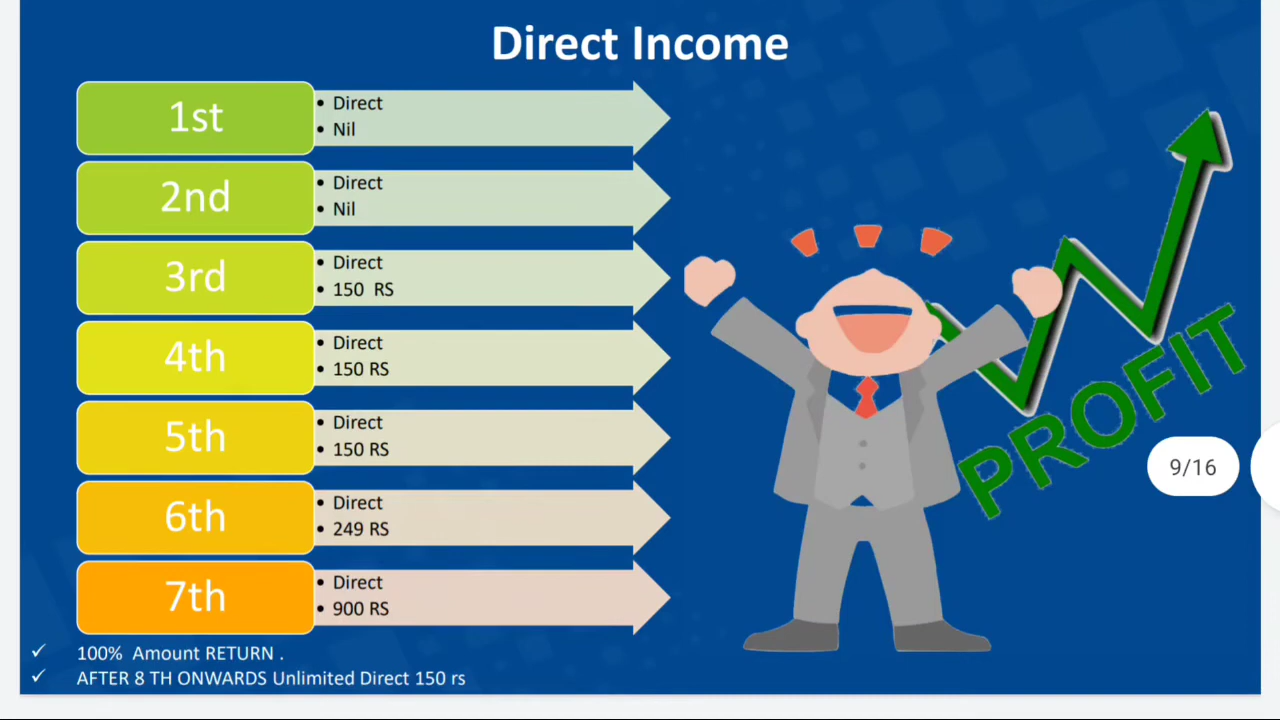 Direct Income
1st
• Direct
• Nil
2nd
• Direct
• Nil
3rd
• Direct
• 150 RS
4th
• Direct
• 150 RS
5th
• Direct
• 150 RS
6th
• Direct
• 249 RS
7th
• Direct
• 900 RS
PROFIT
9/16
✓ 100% Amount RETURN .
✓ AFTER 8 TH ONWARDS Unlimited Direct 150 rs